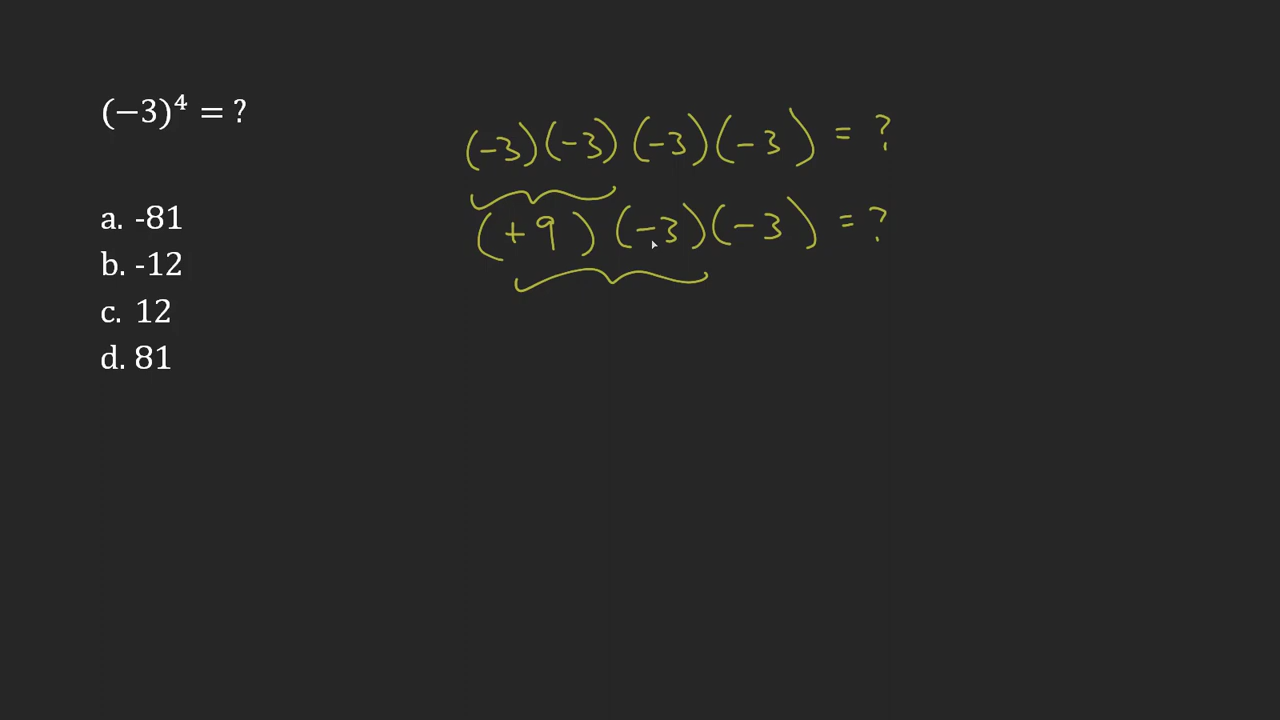 (−3)⁴ = ?
(-3)(-3)(-3)(-3) = ?
(+9)(-3)(-3) = ?
a. -81
b. -12
c. 12
d. 81